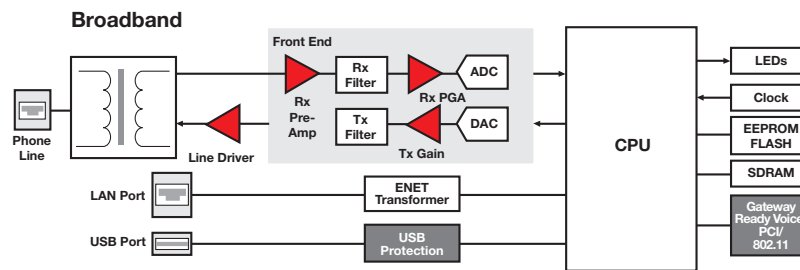 Broadband
Front End
Rx
Filter
ADC
Rx PGA
Rx
Pre-
Amp
Tx
Filter
DAC
Tx Gain
Line Driver
Phone
Line
LAN Port
ENET
Transformer
USB Port
USB
Protection
CPU
LEDs
Clock
EEPROM
FLASH
SDRAM
Gateway
Ready Voice
PCI/
802.11